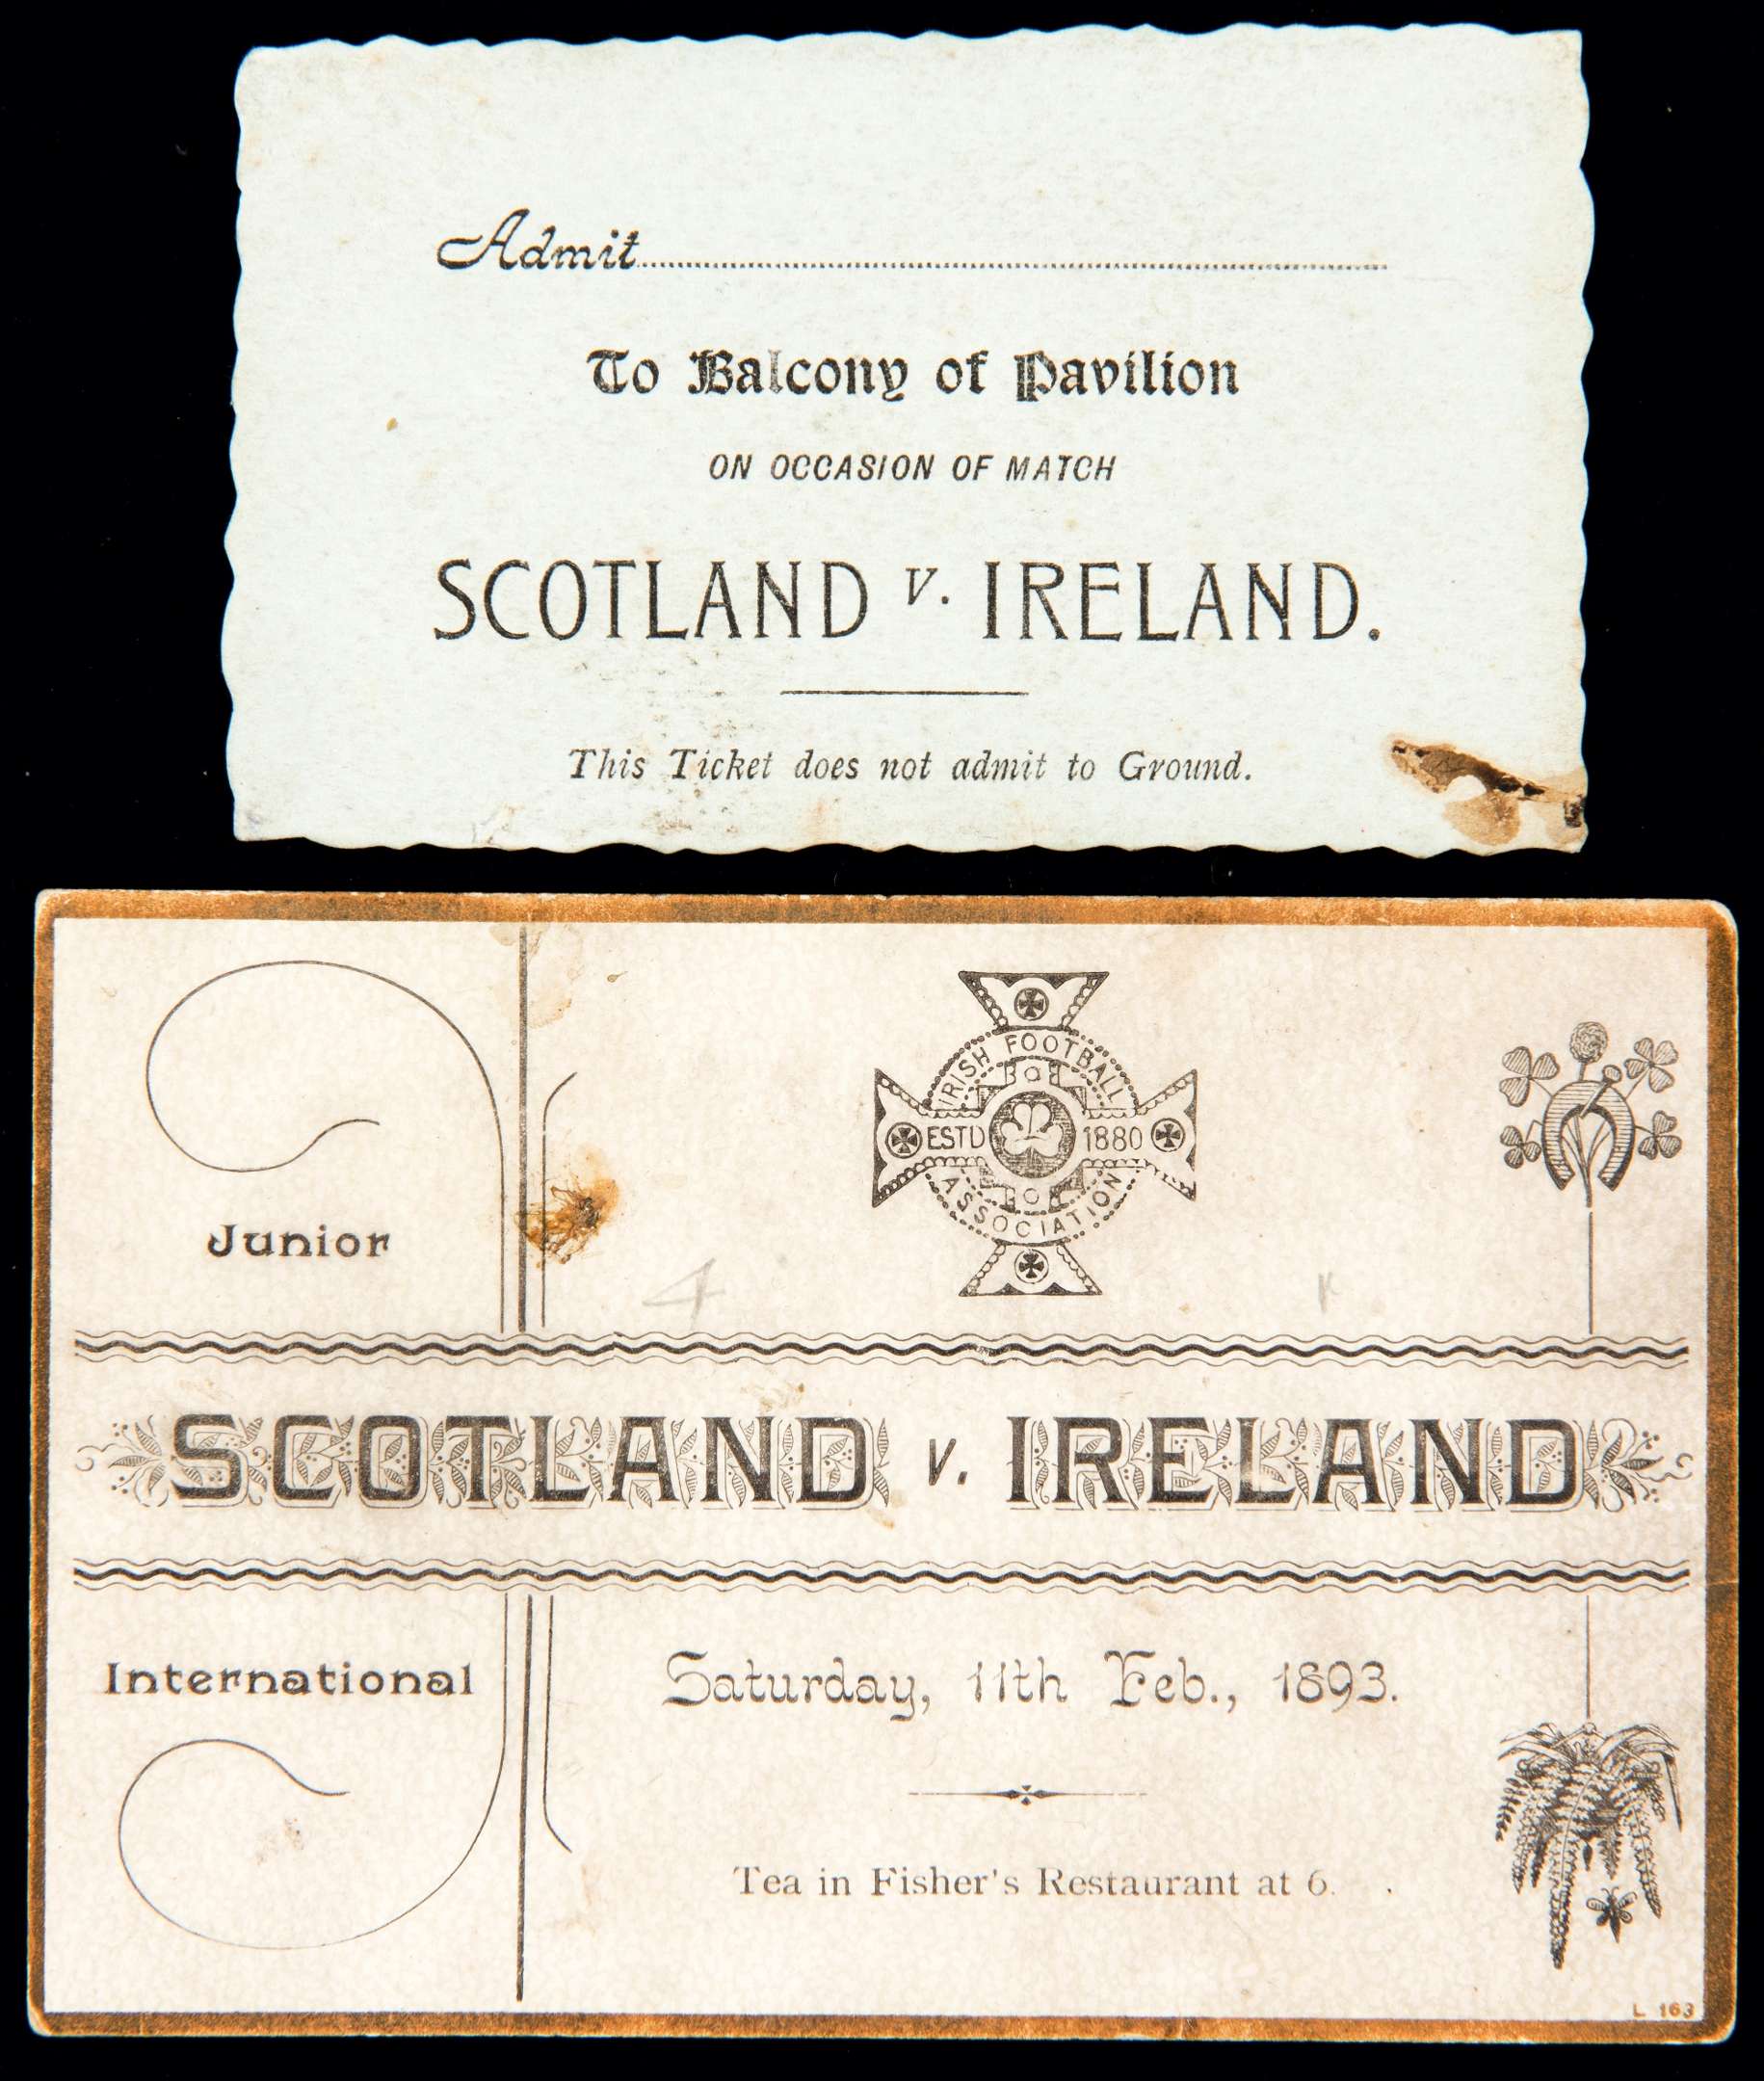 Admit
To Balcony of Pavilion
ON OCCASION OF MATCH
SCOTLAND v. IRELAND.
This Ticket does not admit to Ground.
IRISH FOOTBALL
ESTD 1880
ASSOCIATION
Junior
SCOTLAND v. IRELAND
International
Saturday, 11th Feb., 1893.
Tea in Fisher's Restaurant at 6.
L 163